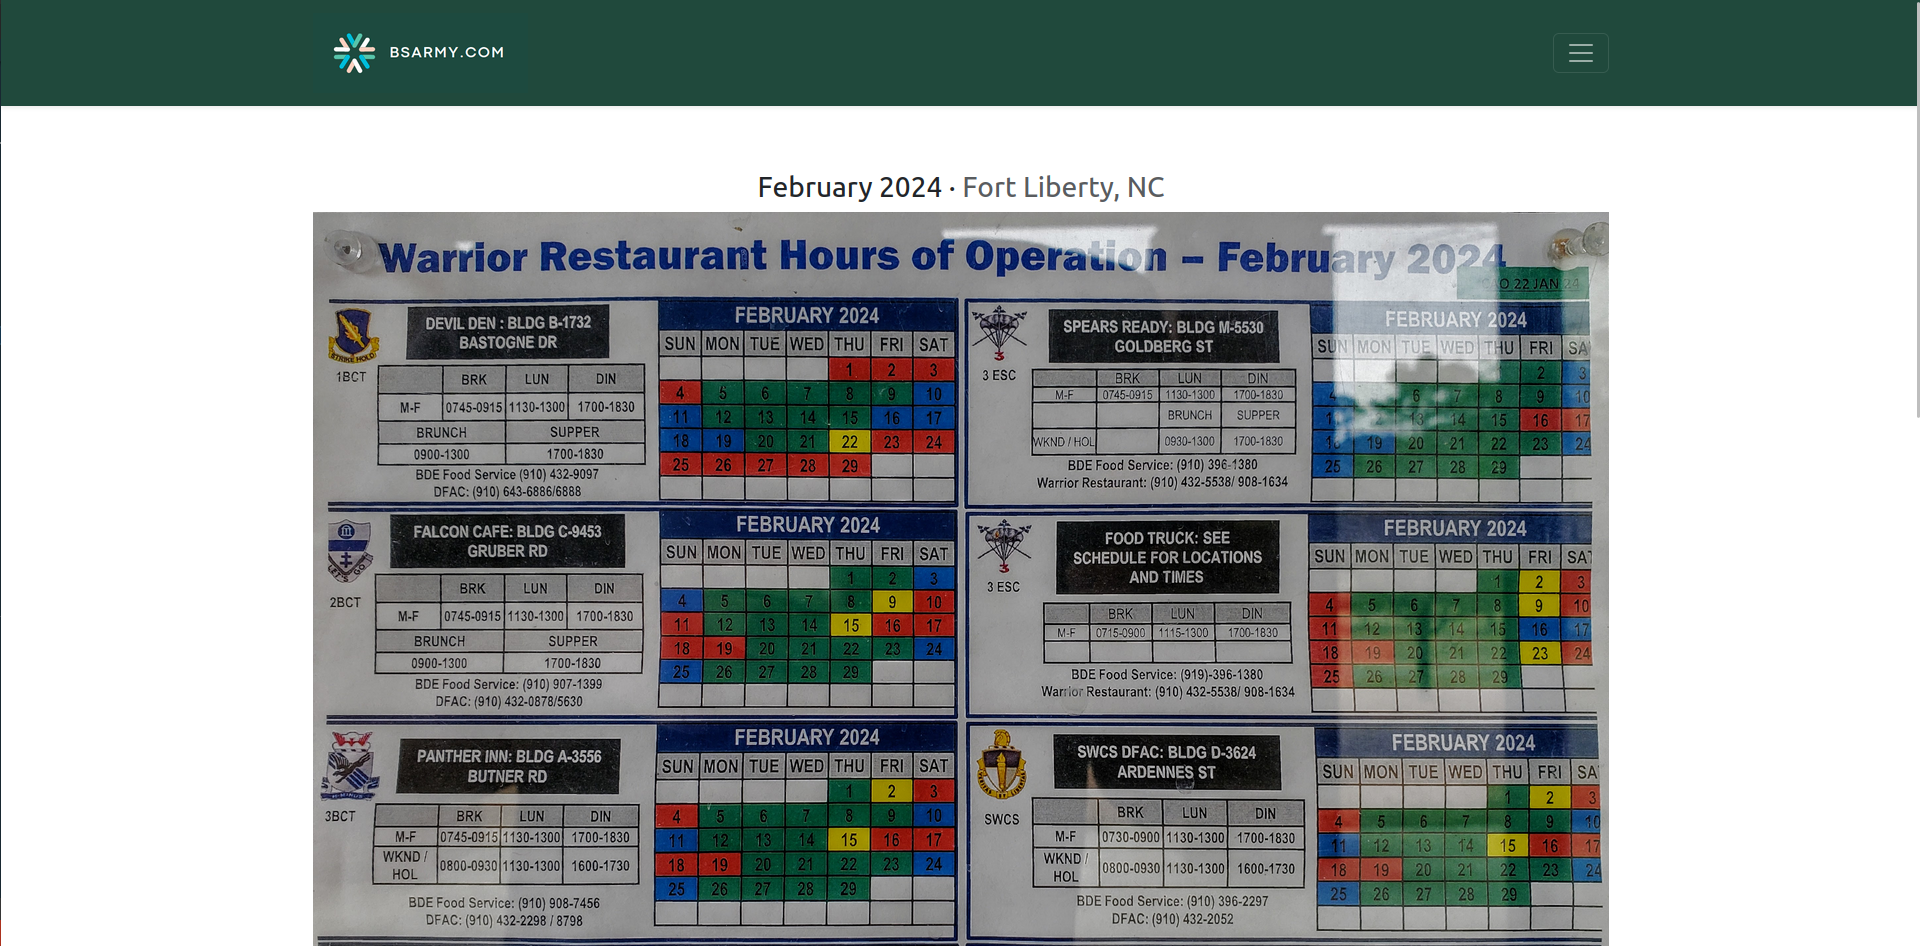 BSARMY.COM
February 2024 · Fort Liberty, NC
Warrior Restaurant Hours of Operation – February 2024
O 22 JAN 24
DEVIL DEN : BLDG B-1732
BASTOGNE DR
STRIKE HOLD
1BCT
BRK LUN DIN
M-F 0745-0915 1130-1300 1700-1830
BRUNCH SUPPER
0900-1300 1700-1830
BDE Food Service (910) 432-9097
DFAC: (910) 643-6886/6888
FEBRUARY 2024
SUN MON TUE WED THU FRI SAT
1 2 3
4 5 6 7 8 9 10
11 12 13 14 15 16 17
18 19 20 21 22 23 24
25 26 27 28 29
SPEARS READY: BLDG M-5530
GOLDBERG ST
3
3 ESC
BRK LUN DIN
M-F 0745-0915 1130-1300 1700-1830
BRUNCH SUPPER
WKND / HOL 0930-1300 1700-1830
BDE Food Service: (910) 396-1380
Warrior Restaurant: (910) 432-5538/ 908-1634
FEBRUARY 2024
SUN MON TUE WED THU FRI SA
2 3
4 6 7 8 9 10
13 14 15 16 17
18 19 20 21 22 23 24
25 26 27 28 29
FALCON CAFE: BLDG C-9453
GRUBER RD
LET'S GO
2BCT
BRK LUN DIN
M-F 0745-0915 1130-1300 1700-1830
BRUNCH SUPPER
0900-1300 1700-1830
BDE Food Service: (910) 907-1399
DFAC: (910) 432-0878/5630
FEBRUARY 2024
SUN MON TUE WED THU FRI SAT
1 2 3
4 5 6 7 8 9 10
11 12 13 14 15 16 17
18 19 20 21 22 23 24
25 26 27 28 29
FOOD TRUCK: SEE
SCHEDULE FOR LOCATIONS
AND TIMES
3
3 ESC
BRK LUN DIN
M-F 0715-0900 1115-1300 1700-1830
BDE Food Service: (919)-396-1380
Warrior Restaurant: (910) 432-5538/ 908-1634
FEBRUARY 2024
SUN MON TUE WED THU FRI SAT
1 2 3
4 5 6 7 8 9 10
11 12 13 14 15 16 17
18 19 20 21 22 23 24
25 26 27 28 29
PANTHER INN: BLDG A-3556
BUTNER RD
3BCT
BRK LUN DIN
M-F 0745-0915 1130-1300 1700-1830
WKND /
HOL 0800-0930 1130-1300 1600-1730
BDE Food Service: (910) 908-7456
DFAC: (910) 432-2298 / 8798
FEBRUARY 2024
SUN MON TUE WED THU FRI SAT
1 2 3
4 5 6 7 8 9 10
11 12 13 14 15 16 17
18 19 20 21 22 23 24
25 26 27 28 29
SWCS DFAC: BLDG D-3624
ARDENNES ST
SWCS
BRK LUN DIN
M-F 0730-0900 1130-1300 1700-1830
WKND /
HOL 0800-0930 1130-1300 1600-1730
BDE Food Service: (910) 396-2297
DFAC: (910) 432-2052
FEBRUARY 2024
SUN MON TUE WED THU FRI SA
1 2 3
4 5 6 7 8 9 10
11 12 13 14 15 16 17
18 19 20 21 22 23 24
25 26 27 28 29